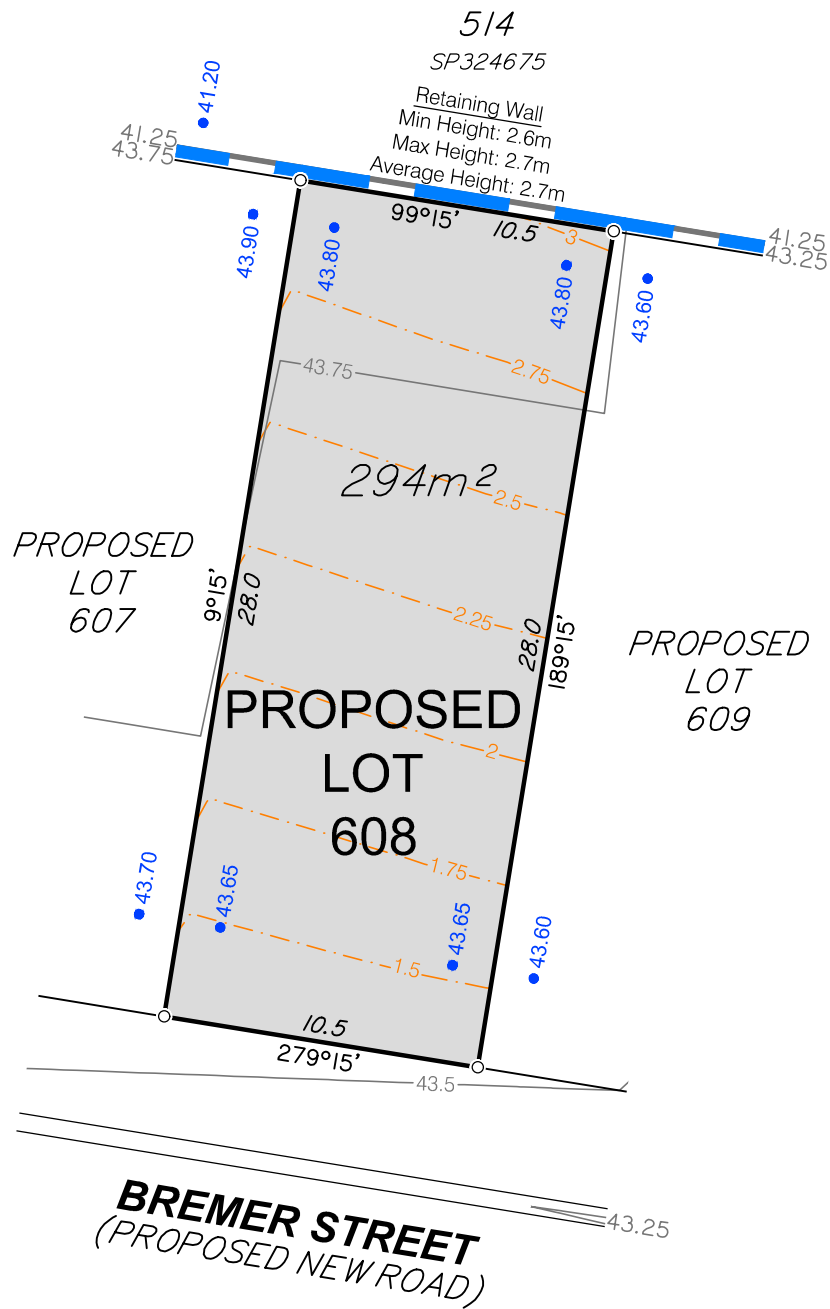 514
SP324675
Retaining Wall
Min Height: 2.6m
Max Height: 2.7m
Average Height: 2.7m
41.20
41.25
43.75
99°15'
10.5
3
41.25
43.25
43.90
43.80
43.80
43.60
2.75
43.75
294m²
2.5
PROPOSED
LOT
607
9°15'
28.0
2.25
28.0
189°15'
PROPOSED
LOT
609
PROPOSED
LOT
608
2
1.75
43.70
43.65
43.65
43.60
1.5
10.5
279°15'
43.5
BREMER STREET
(PROPOSED NEW ROAD)
43.25